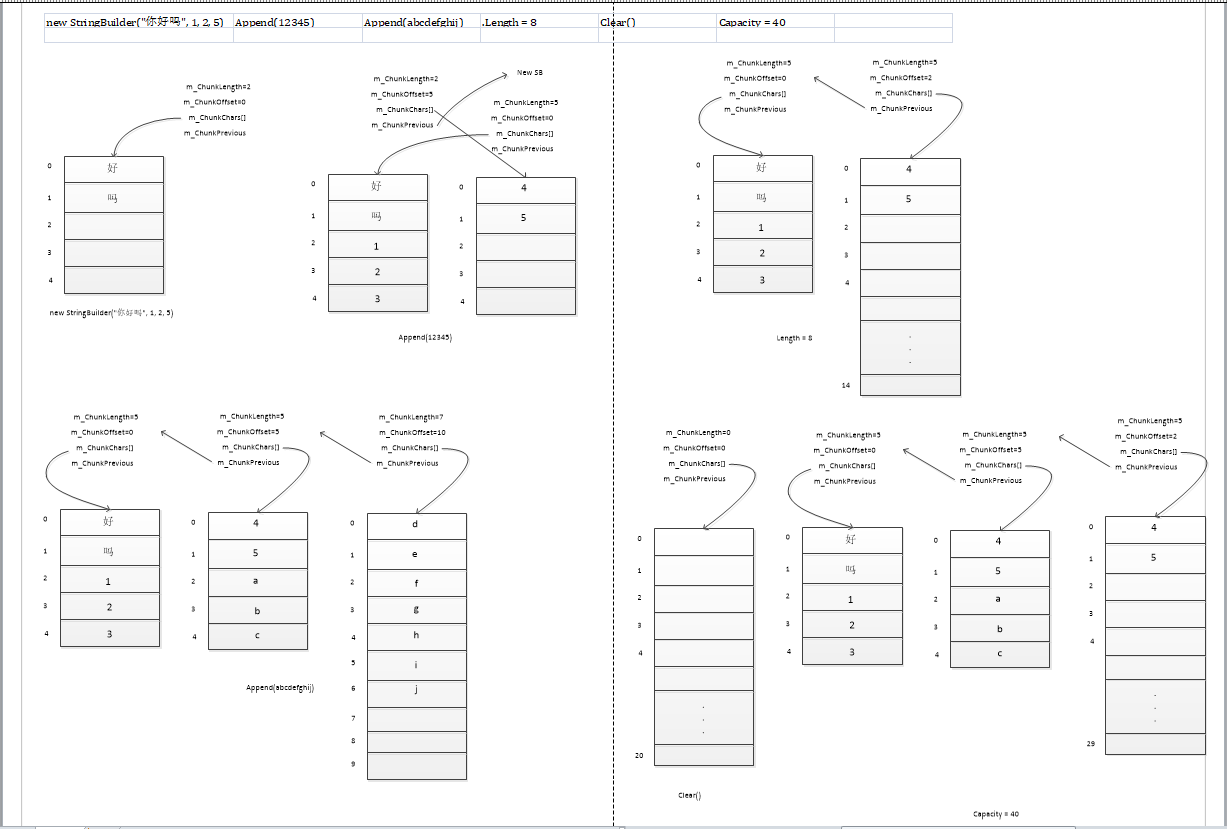 new StringBuilder("你好吗", 1, 2, 5) Append(12345) Append(abcdefghij) .Length = 8 Clear() Capacity = 40
m_ChunkLength=2
m_ChunkOffset=0
m_ChunkChars[]
m_ChunkPrevious
0 好
1 吗
2
3
4
new StringBuilder("你好吗", 1, 2, 5)
m_ChunkLength=2
m_ChunkOffset=5
m_ChunkChars[]
m_ChunkPrevious
New SB
m_ChunkLength=5
m_ChunkOffset=0
m_ChunkChars[]
m_ChunkPrevious
0 好
1 吗
2 1
3 2
4 3
0 4
1 5
2
3
4
Append(12345)
m_ChunkLength=5
m_ChunkOffset=0
m_ChunkChars[]
m_ChunkPrevious
m_ChunkLength=5
m_ChunkOffset=2
m_ChunkChars[]
m_ChunkPrevious
0 好
1 吗
2 1
3 2
4 3
0 4
1 5
2
3
4
.
.
.
14
Length = 8
m_ChunkLength=5
m_ChunkOffset=0
m_ChunkChars[]
m_ChunkPrevious
m_ChunkLength=5
m_ChunkOffset=5
m_ChunkChars[]
m_ChunkPrevious
m_ChunkLength=7
m_ChunkOffset=10
m_ChunkChars[]
m_ChunkPrevious
0 好
1 吗
2 1
3 2
4 3
0 4
1 5
2 a
3 b
4 c
0 d
1 e
2 f
3 g
4 h
5 i
6 j
7
8
9
Append(abcdefghij)
m_ChunkLength=0
m_ChunkOffset=0
m_ChunkChars[]
m_ChunkPrevious
0
1
2
3
4
.
.
.
20
Clear()
m_ChunkLength=5
m_ChunkOffset=0
m_ChunkChars[]
m_ChunkPrevious
m_ChunkLength=5
m_ChunkOffset=5
m_ChunkChars[]
m_ChunkPrevious
m_ChunkLength=5
m_ChunkOffset=2
m_ChunkChars[]
m_ChunkPrevious
0 好
1 吗
2 1
3 2
4 3
0 4
1 5
2 a
3 b
4 c
0 4
1 5
2
3
4
.
.
.
29
Capacity = 40